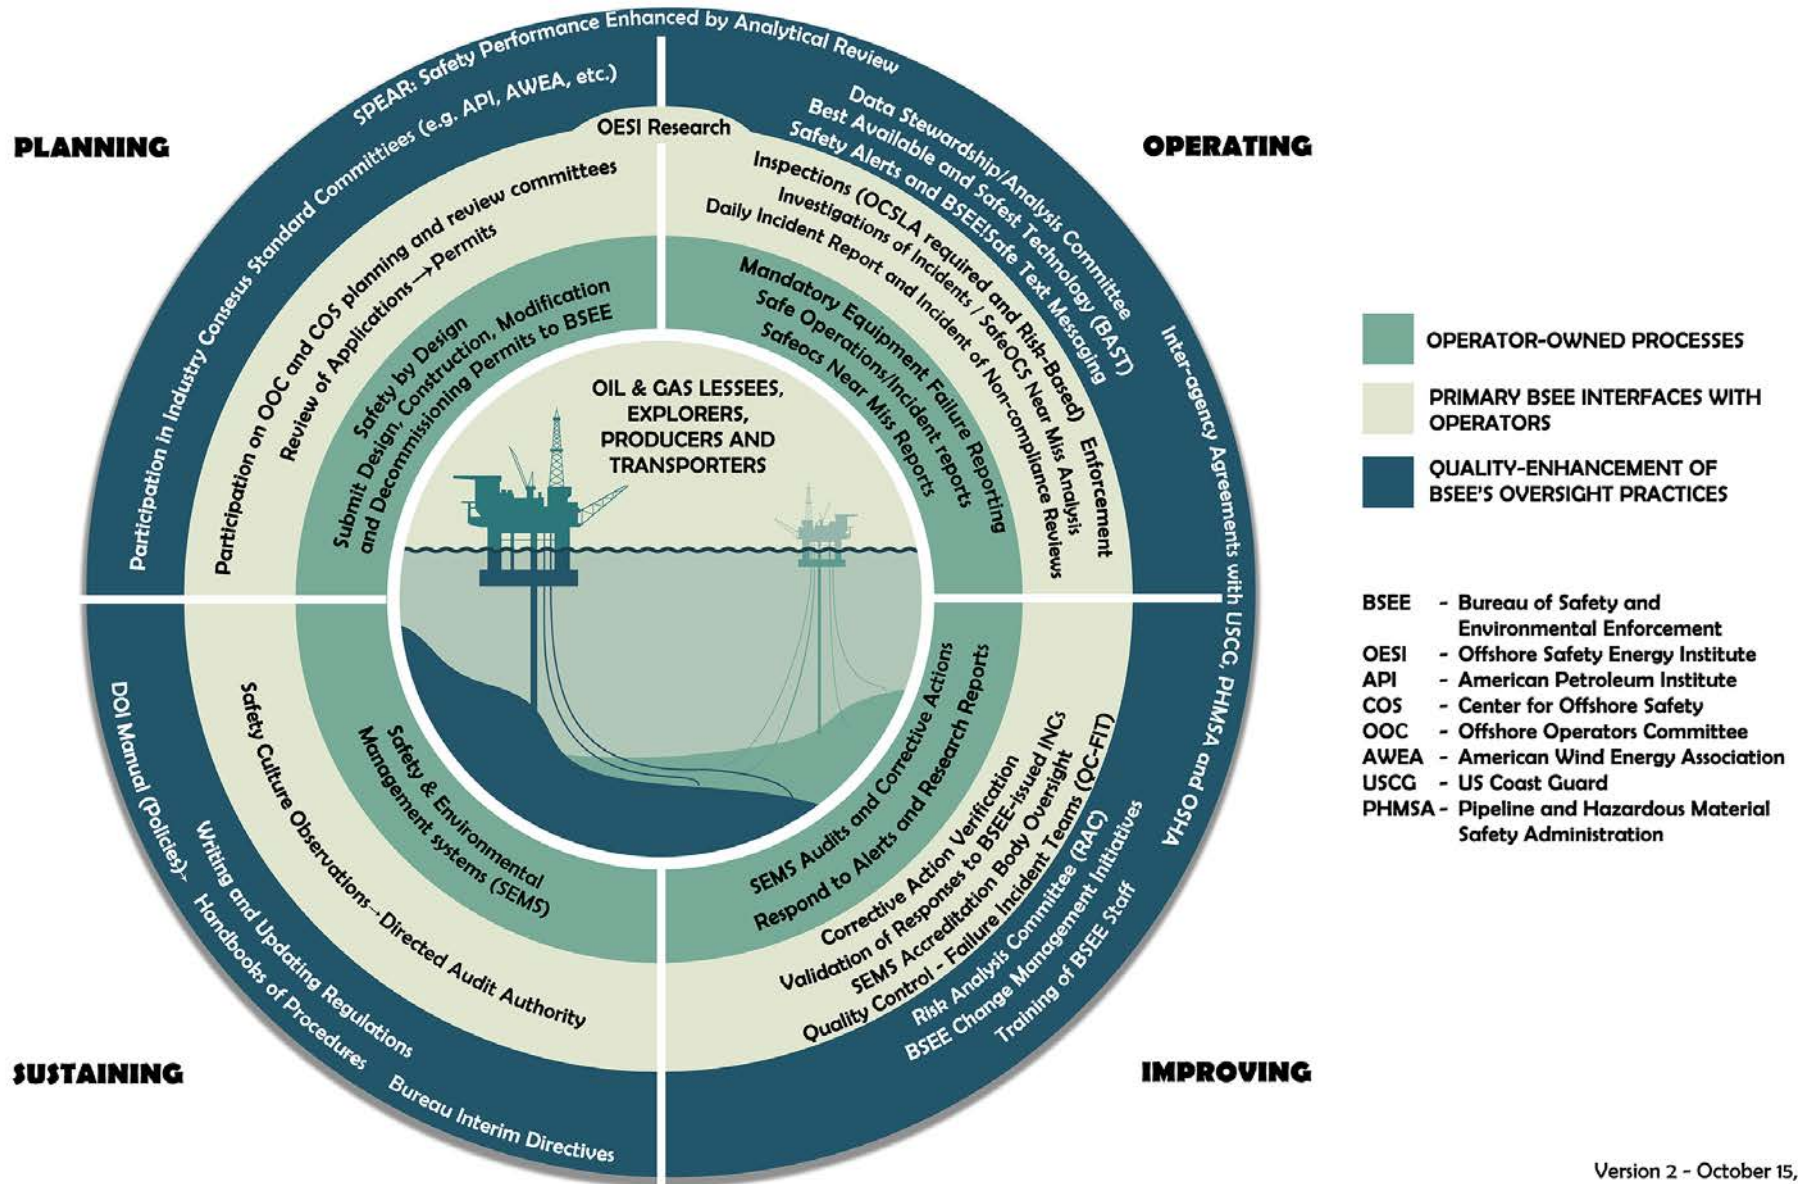 SPEAR: Safety Performance Enhanced by Analytical Review
PLANNING
Participation in Industry Consesus Standard Committiees (e.g. API, AWEA, etc.)
OESI Research
Participation on OOC and COS planning and review committees
Review of Applications→Permits
Safety by Design
Submit Design, Construction, Modification
and Decommissioning Permits to BSEE
OPERATING
Data Stewardship/Analysis Committee
Best Available and Safest Technology (BAST)
Safety Alerts and BSEE!Safe Text Messaging
Inter-agency Agreements with USCG, PHMSA and OSHA
Inspections (OCSLA required and Risk-Based) Enforcement
Investigations of Incidents / SafeOCS Near Miss Analysis
Daily Incident Report and Incident of Non-compliance Reviews
Mandatory Equipment Failure Reporting
Safe Operations/Incident reports
Safeocs Near Miss Reports
OIL & GAS LESSEES,
EXPLORERS,
PRODUCERS AND
TRANSPORTERS
SUSTAINING
Safety & Environmental
Management systems (SEMS)
Safety Culture Observations→Directed Audit Authority
DOI Manual (Policies)→
Writing and Updating Regulations
Handbooks of Procedures
Bureau Interim Directives
IMPROVING
SEMS Audits and Corrective Actions
Respond to Alerts and Research Reports
Corrective Action Verification
Validation of Responses to BSEE-issued INCs
SEMS Accreditation Body Oversight
Quality Control - Failure Incident Teams (QC-FIT)
Risk Analysis Committee (RAC)
BSEE Change Management Initiatives
Training of BSEE Staff
OPERATOR-OWNED PROCESSES
PRIMARY BSEE INTERFACES WITH
OPERATORS
QUALITY-ENHANCEMENT OF
BSEE'S OVERSIGHT PRACTICES
BSEE - Bureau of Safety and
Environmental Enforcement
OESI - Offshore Safety Energy Institute
API - American Petroleum Institute
COS - Center for Offshore Safety
OOC - Offshore Operators Committee
AWEA - American Wind Energy Association
USCG - US Coast Guard
PHMSA - Pipeline and Hazardous Material
Safety Administration
Version 2 - October 15,